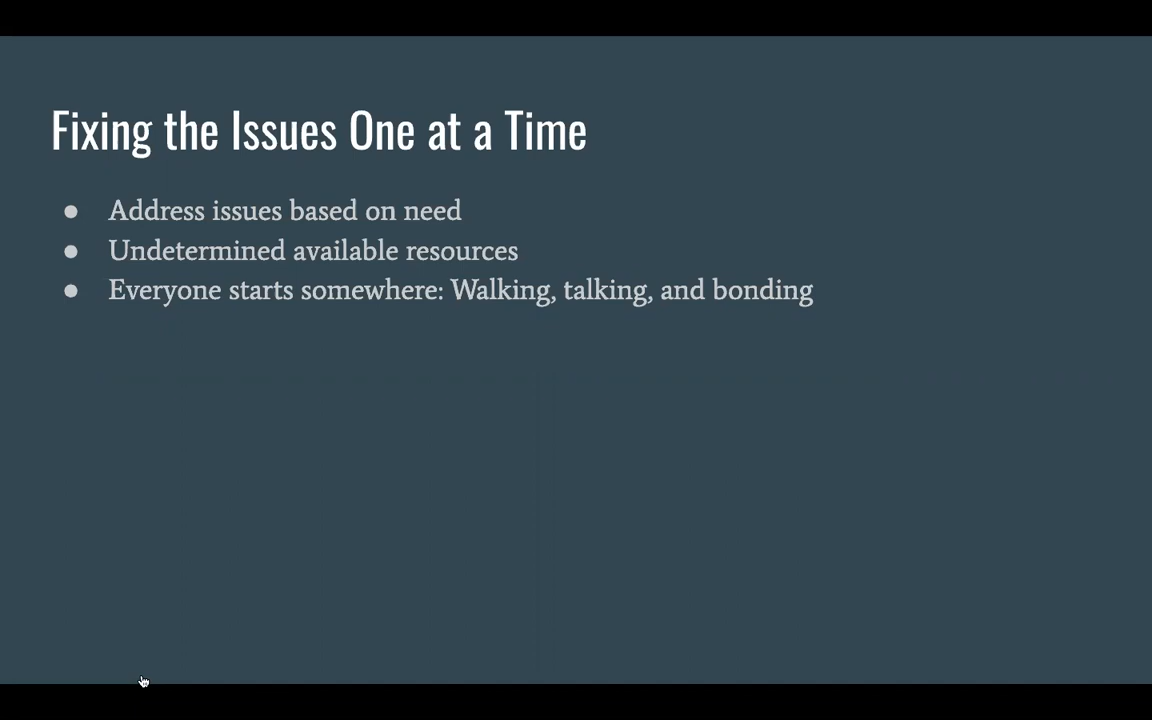 Fixing the Issues One at a Time
● Address issues based on need
● Undetermined available resources
● Everyone starts somewhere: Walking, talking, and bonding